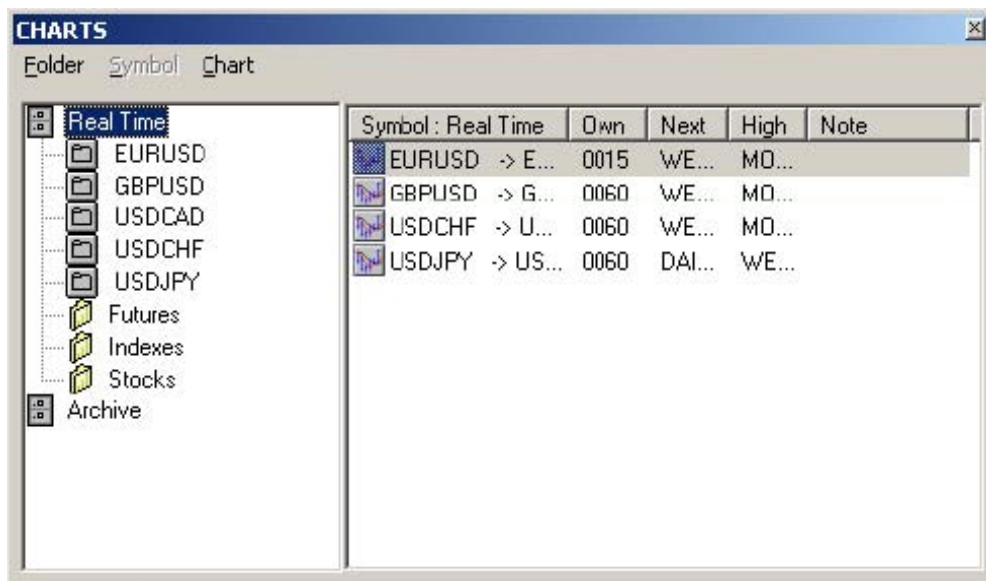 CHARTS
Folder Symbol Chart
Real Time
EURUSD
GBPUSD
USDCAD
USDCHF
USDJPY
Futures
Indexes
Stocks
Archive
Symbol : Real Time Own Next High Note
EURUSD -> E... 0015 WE... MO...
GBPUSD -> G... 0060 WE... MO...
USDCHF -> U... 0060 WE... MO...
USDJPY -> US... 0060 DAI... WE...